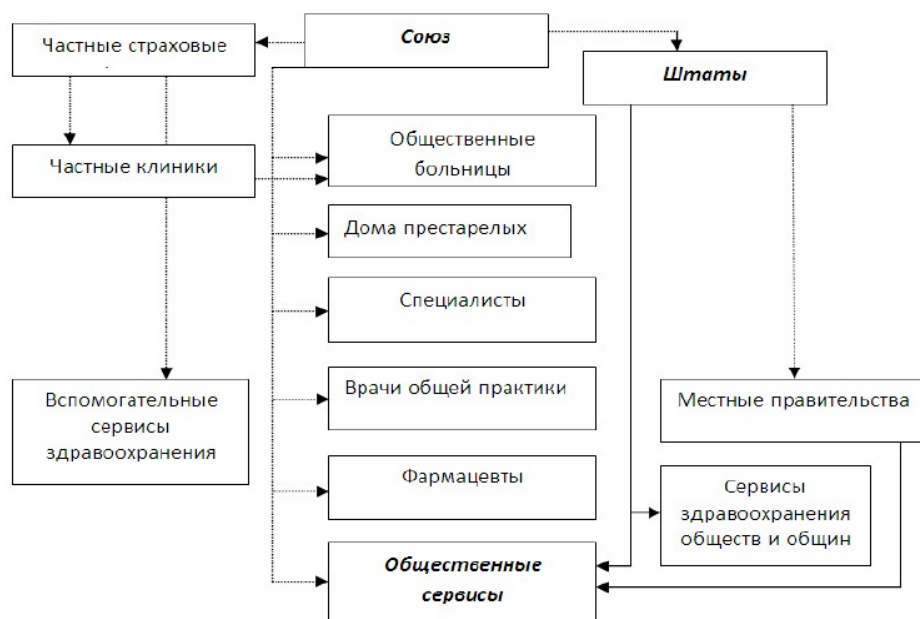 Союз
Частные страховые
Штаты
Общественные
больницы
Частные клиники
Дома престарелых
Специалисты
Врачи общей практики
Вспомогательные
сервисы
здравоохранения
Местные правительства
Фармацевты
Сервисы
здравоохранения
обществ и общин
Общественные
сервисы